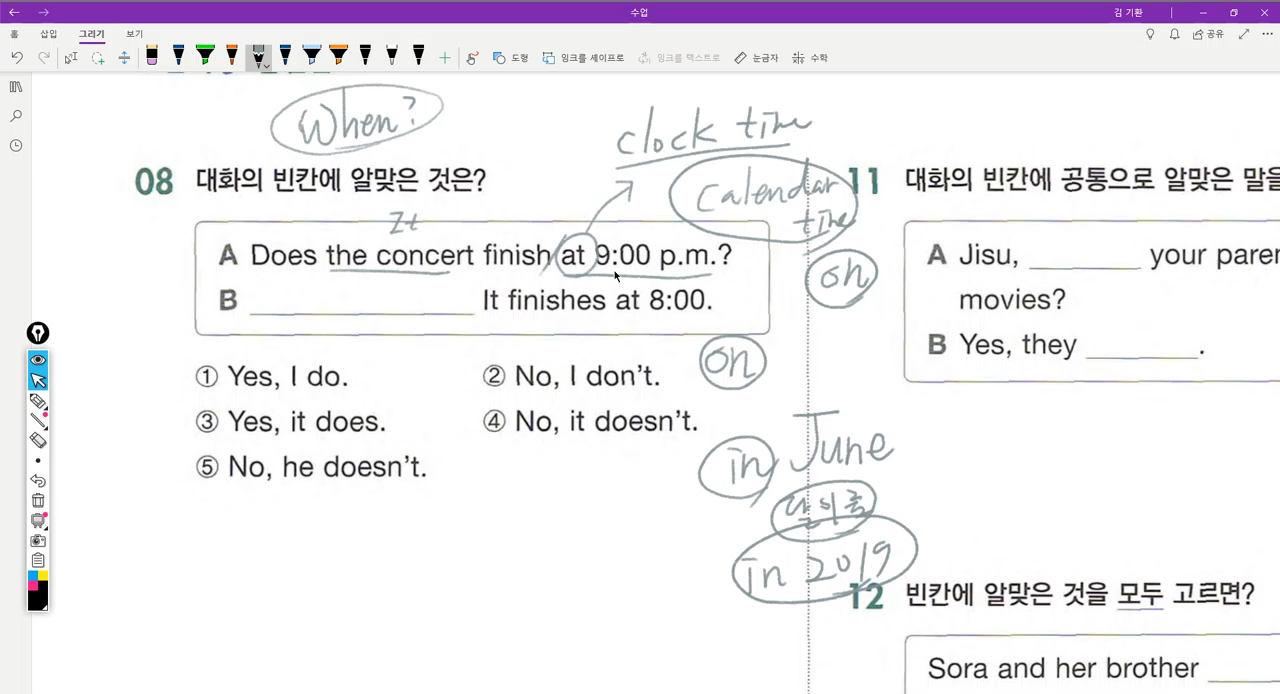 수업
김 기환
홈 삽입 그리기 보기
공유
도형
잉크를 셰이프로
잉크를 텍스트로
눈금자
수학
When?
clock time
calendar
time
on
08 대화의 빈칸에 알맞은 것은?
It
A Does the concert finish at 9:00 p.m.?
B ____________ It finishes at 8:00.
① Yes, I do.
② No, I don't.
③ Yes, it does.
④ No, it doesn't.
⑤ No, he doesn't.
on
in June
달이름
in 2019
11 대화의 빈칸에 공통으로 알맞은 말을
A Jisu, ________ your paren
movies?
B Yes, they ________.
12 빈칸에 알맞은 것을 모두 고르면?
Sora and her brother